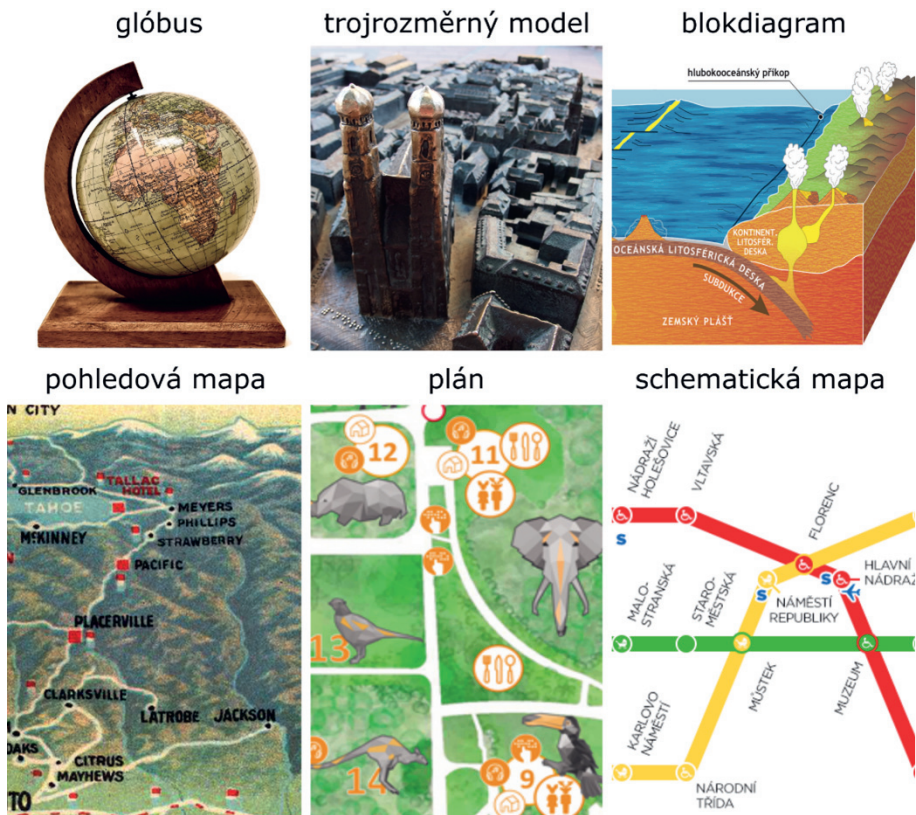 glóbus
trojrozměrný model
blokdiagram
hlubokooceánský příkop
KONTINENT.
LITOSFÉR.
DESKA
OCEÁNSKÁ LITOSFÉRICKÁ DESKA
SUBDUKCE
ZEMSKÝ PLÁŠŤ
pohledová mapa
plán
schematická mapa
N CITY
TALLAC
HOTEL
GLENBROOK
TAHOE
MEYERS
PHILLIPS
McKINNEY
STRAWBERRY
PACIFIC
PLACERVILLE
CLARKSVILLE
LATROBE
JACKSON
OAKS
CITRUS
MAYHEWS
TO
12
11
13
14
9
NÁDRAŽÍ
HOLEŠOVICE
VLTAVSKÁ
FLORENC
S
S
HLAVNÍ
NÁDRAŽ
MALO-
STRANSKÁ
STARO-
MĚSTSKÁ
S
NÁMĚSTÍ
REPUBLIKY
MŮSTEK
MUZEUM
KARLOVO
NÁMĚSTÍ
NÁRODNÍ
TŘÍDA